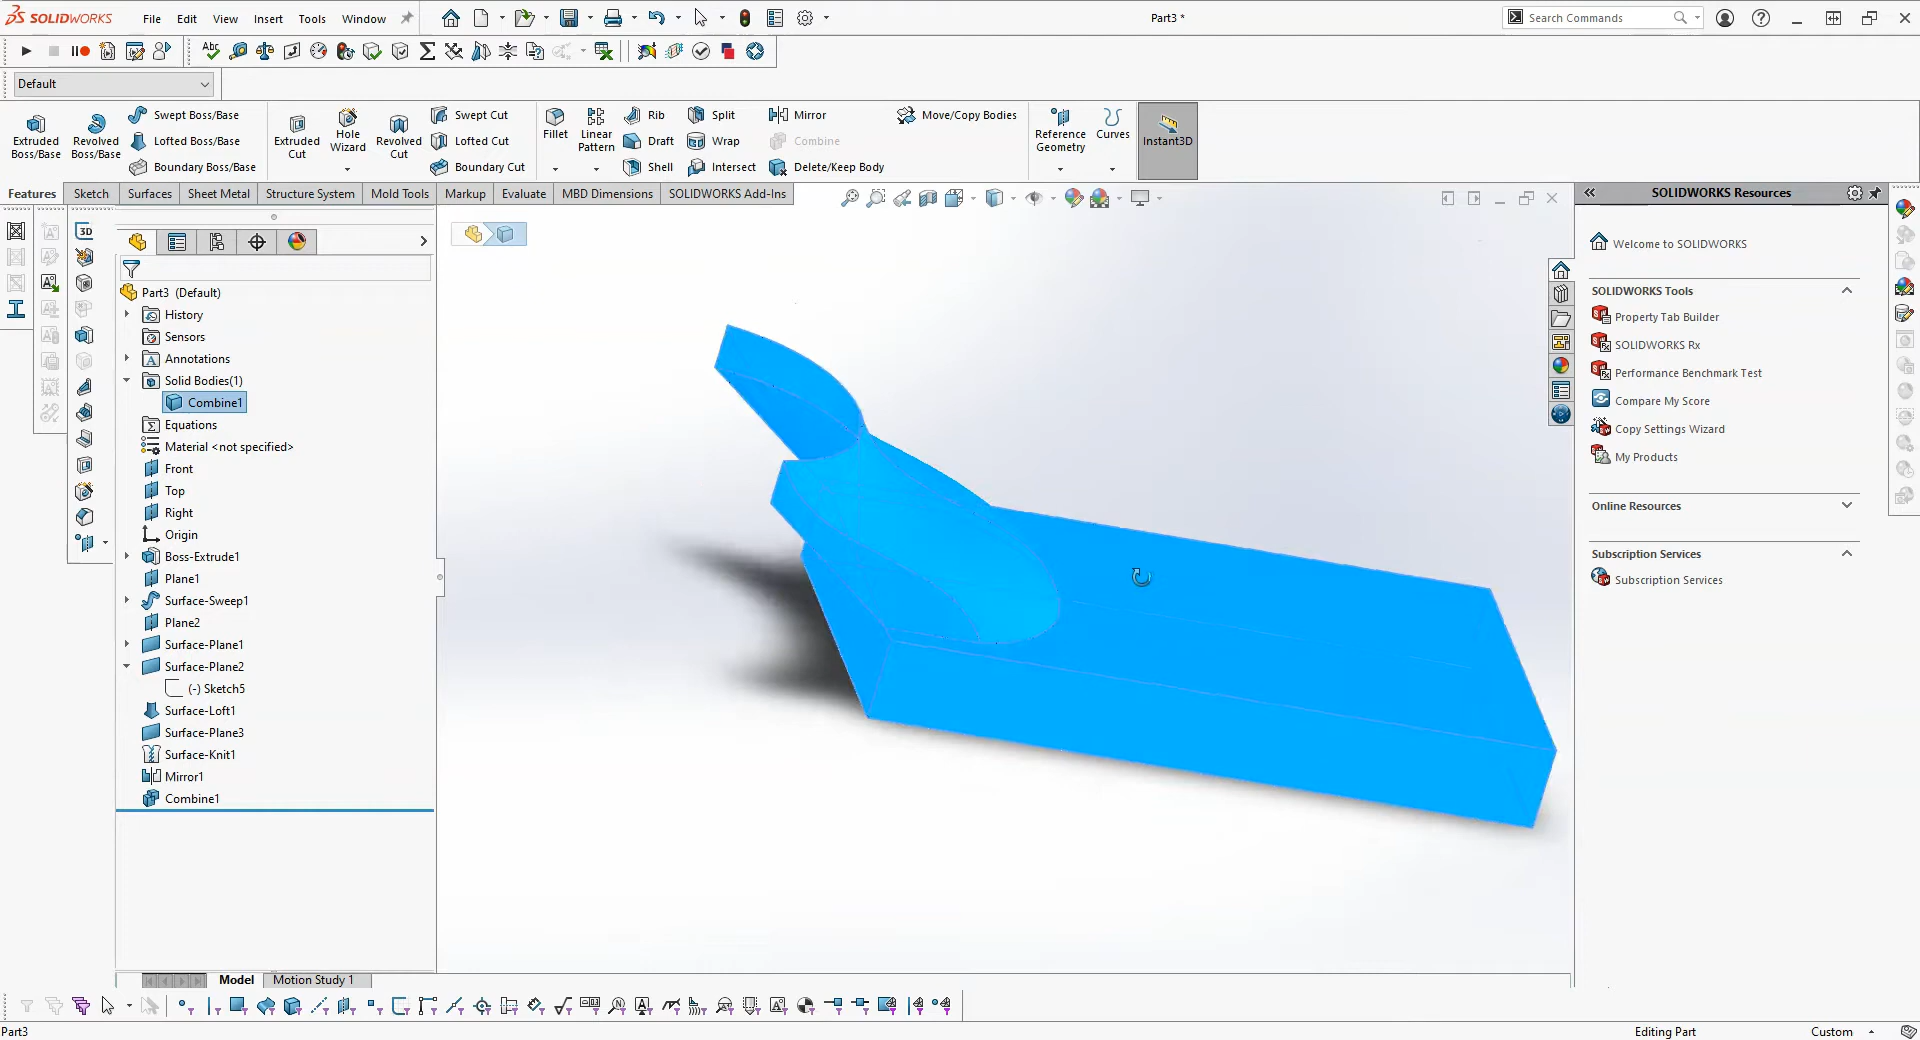 SOLIDWORKS File Edit View Insert Tools Window Part3 * Search Commands
Default
Extruded Boss/Base
Revolved Boss/Base
Swept Boss/Base
Lofted Boss/Base
Boundary Boss/Base
Extruded Cut
Hole Wizard
Revolved Cut
Swept Cut
Lofted Cut
Boundary Cut
Fillet
Linear Pattern
Rib
Draft
Shell
Split
Wrap
Intersect
Mirror
Combine
Delete/Keep Body
Move/Copy Bodies
Reference Geometry
Curves
Instant3D
Features Sketch Surfaces Sheet Metal Structure System Mold Tools Markup Evaluate MBD Dimensions SOLIDWORKS Add-Ins
Part3 (Default)
History
Sensors
Annotations
Solid Bodies(1)
Combine1
Equations
Material <not specified>
Front
Top
Right
Origin
Boss-Extrude1
Plane1
Surface-Sweep1
Plane2
Surface-Plane1
Surface-Plane2
(-) Sketch5
Surface-Loft1
Surface-Plane3
Surface-Knit1
Mirror1
Combine1
SOLIDWORKS Resources
Welcome to SOLIDWORKS
SOLIDWORKS Tools
Property Tab Builder
SOLIDWORKS Rx
Performance Benchmark Test
Compare My Score
Copy Settings Wizard
My Products
Online Resources
Subscription Services
Subscription Services
Model Motion Study 1
Part3 Editing Part Custom